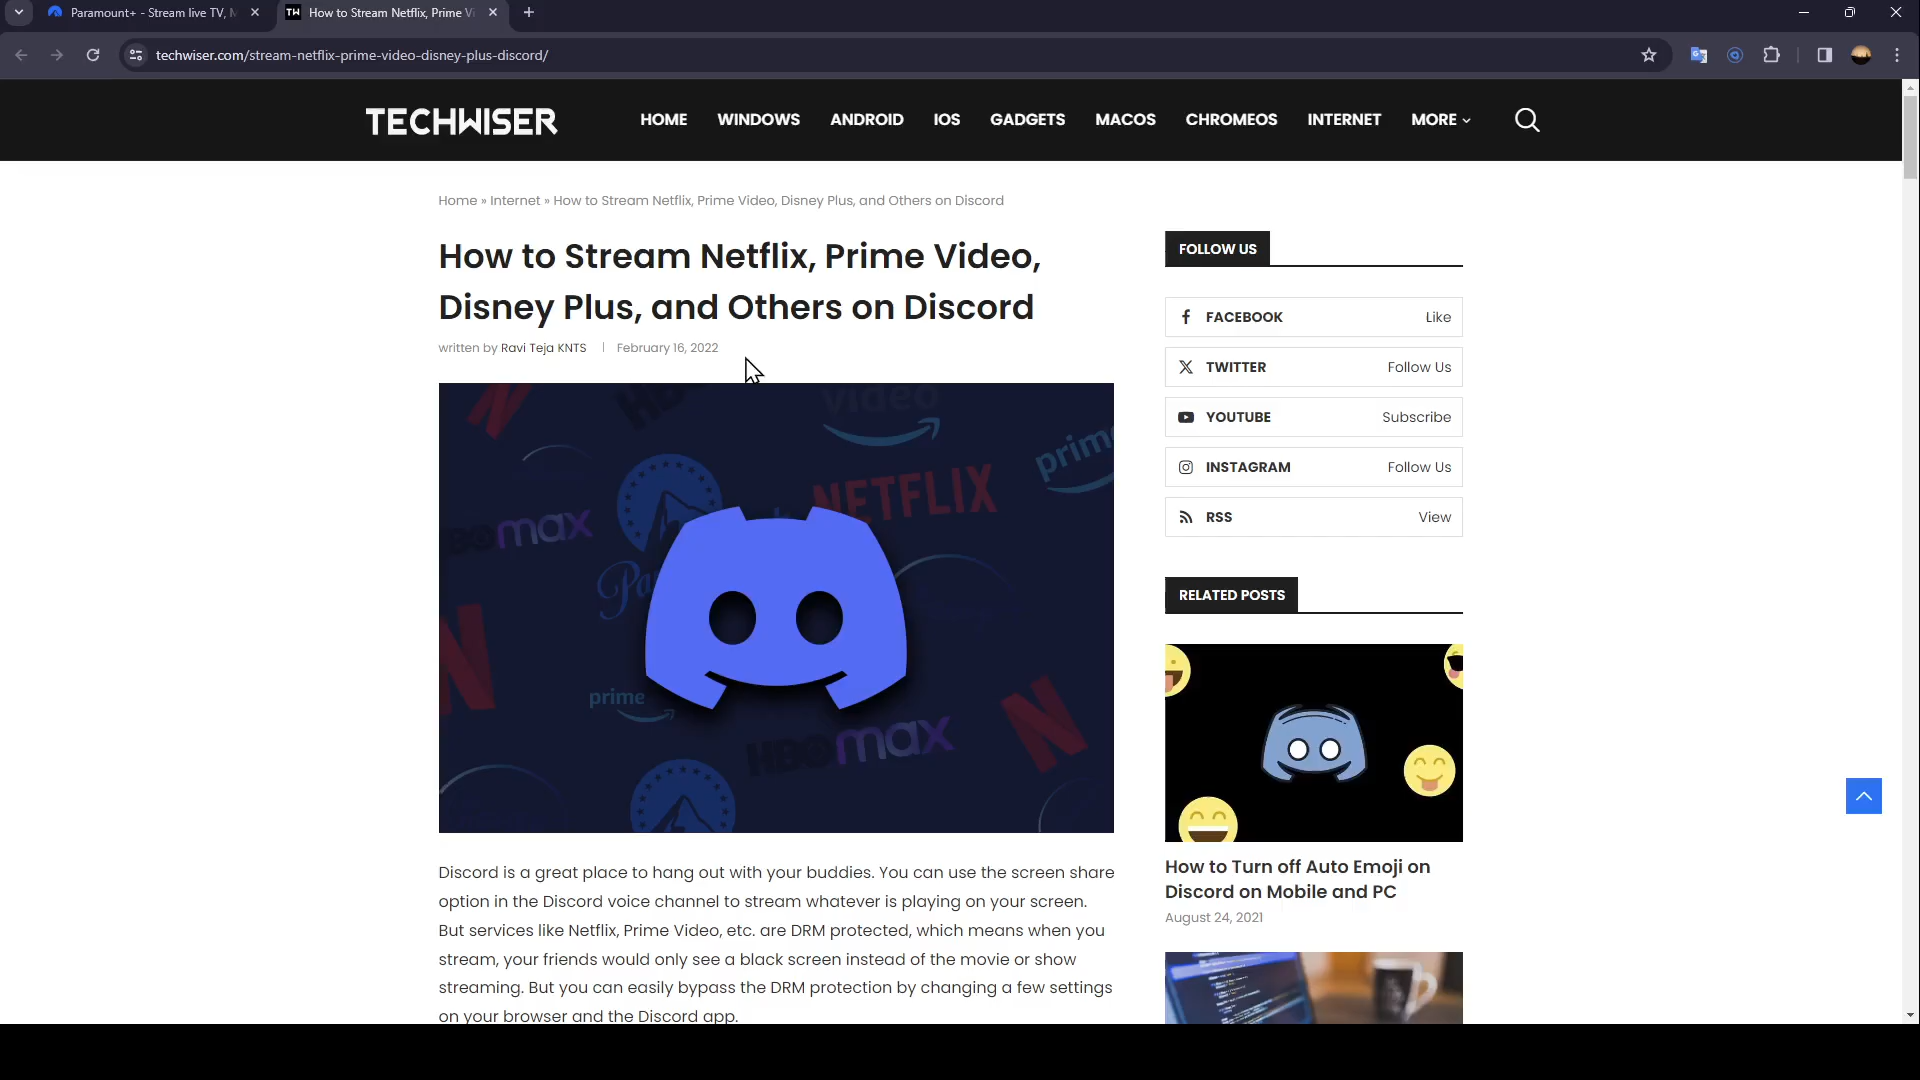 Paramount+ - Stream live TV, M
How to Stream Netflix, Prime Vi
techwiser.com/stream-netflix-prime-video-disney-plus-discord/
TECHWISER
HOME WINDOWS ANDROID IOS GADGETS MACOS CHROMEOS INTERNET MORE
Home » Internet » How to Stream Netflix, Prime Video, Disney Plus, and Others on Discord
How to Stream Netflix, Prime Video,
Disney Plus, and Others on Discord
written by Ravi Teja KNTS | February 16, 2022
video
prime
NETFLIX
HBOmax
prime
HBOmax
Discord is a great place to hang out with your buddies. You can use the screen share
option in the Discord voice channel to stream whatever is playing on your screen.
But services like Netflix, Prime Video, etc. are DRM protected, which means when you
stream, your friends would only see a black screen instead of the movie or show
streaming. But you can easily bypass the DRM protection by changing a few settings
on your browser and the Discord app.
FOLLOW US
FACEBOOK Like
TWITTER Follow Us
YOUTUBE Subscribe
INSTAGRAM Follow Us
RSS View
RELATED POSTS
How to Turn off Auto Emoji on
Discord on Mobile and PC
August 24, 2021